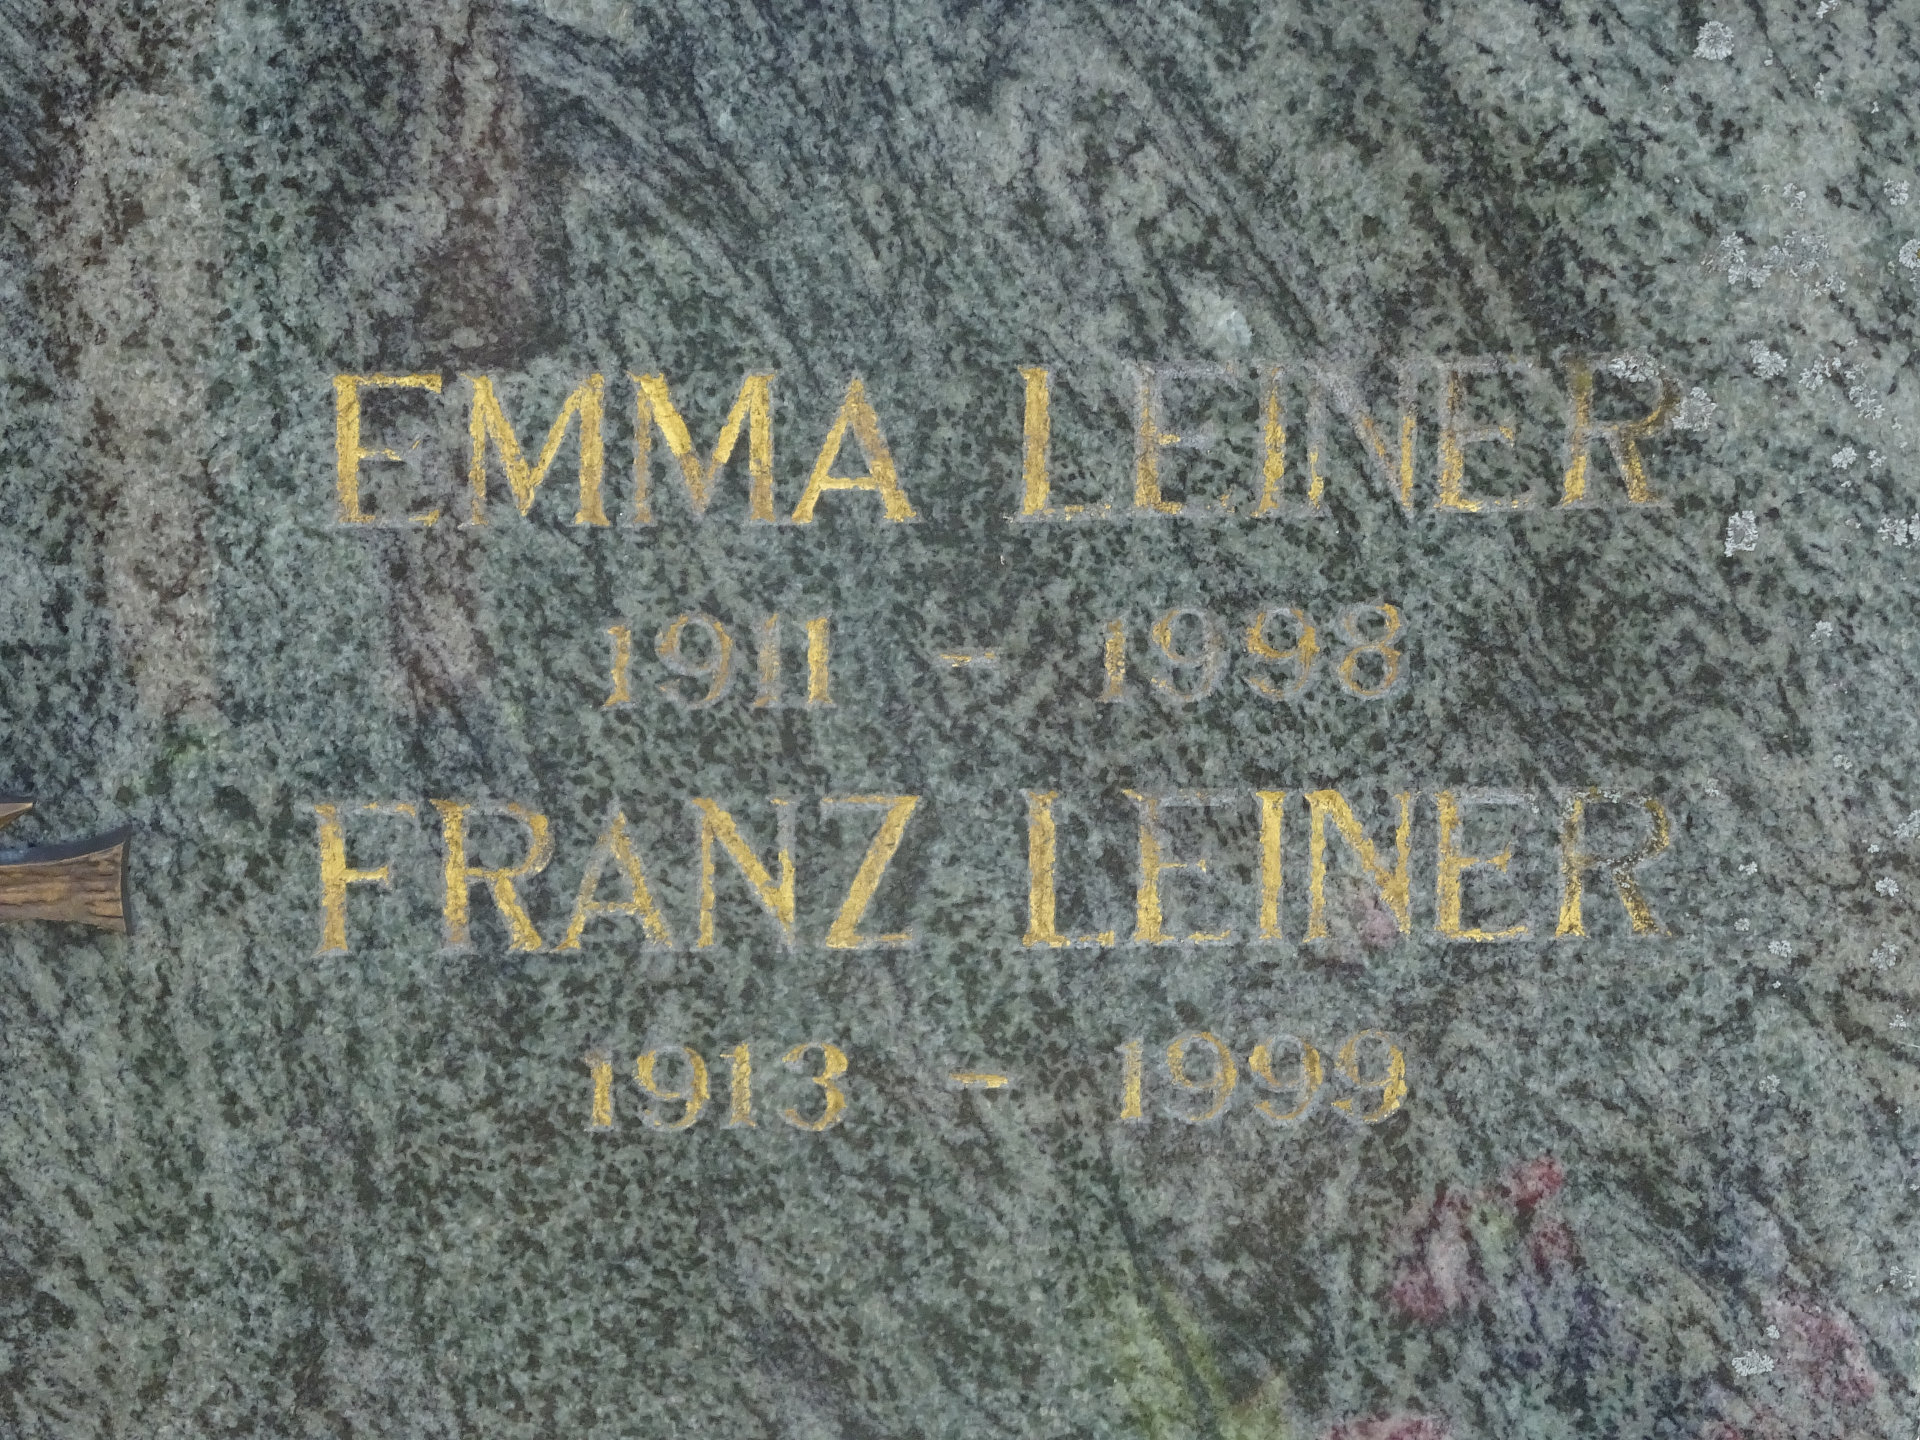 EMMA LEINER
1911 - 1998
FRANZ LEINER
1913 - 1999